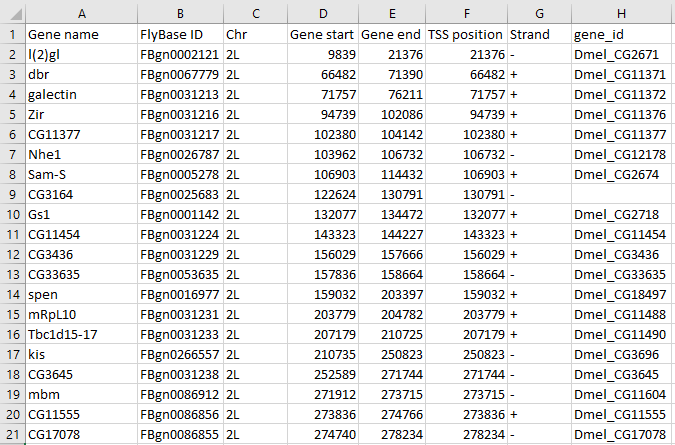 A B C D E F G H
1 Gene name FlyBase ID Chr Gene start Gene end TSS position Strand gene_id
2 l(2)gl FBgn0002121 2L 9839 21376 21376 - Dmel_CG2671
3 dbr FBgn0067779 2L 66482 71390 66482 + Dmel_CG11371
4 galectin FBgn0031213 2L 71757 76211 71757 + Dmel_CG11372
5 Zir FBgn0031216 2L 94739 102086 94739 + Dmel_CG11376
6 CG11377 FBgn0031217 2L 102380 104142 102380 + Dmel_CG11377
7 Nhe1 FBgn0026787 2L 103962 106732 106732 - Dmel_CG12178
8 Sam-S FBgn0005278 2L 106903 114432 106903 + Dmel_CG2674
9 CG3164 FBgn0025683 2L 122624 130791 130791 -
10 Gs1 FBgn0001142 2L 132077 134472 132077 + Dmel_CG2718
11 CG11454 FBgn0031224 2L 143323 144227 143323 + Dmel_CG11454
12 CG3436 FBgn0031229 2L 156029 157666 156029 + Dmel_CG3436
13 CG33635 FBgn0053635 2L 157836 158664 158664 - Dmel_CG33635
14 spen FBgn0016977 2L 159032 203397 159032 + Dmel_CG18497
15 mRpL10 FBgn0031231 2L 203779 204782 203779 + Dmel_CG11488
16 Tbc1d15-17 FBgn0031233 2L 207179 210725 207179 + Dmel_CG11490
17 kis FBgn0266557 2L 210735 250823 250823 - Dmel_CG3696
18 CG3645 FBgn0031238 2L 252589 271744 271744 - Dmel_CG3645
19 mbm FBgn0086912 2L 271912 273715 273715 - Dmel_CG11604
20 CG11555 FBgn0086856 2L 273836 274766 273836 + Dmel_CG11555
21 CG17078 FBgn0086855 2L 274740 278234 278234 - Dmel_CG17078